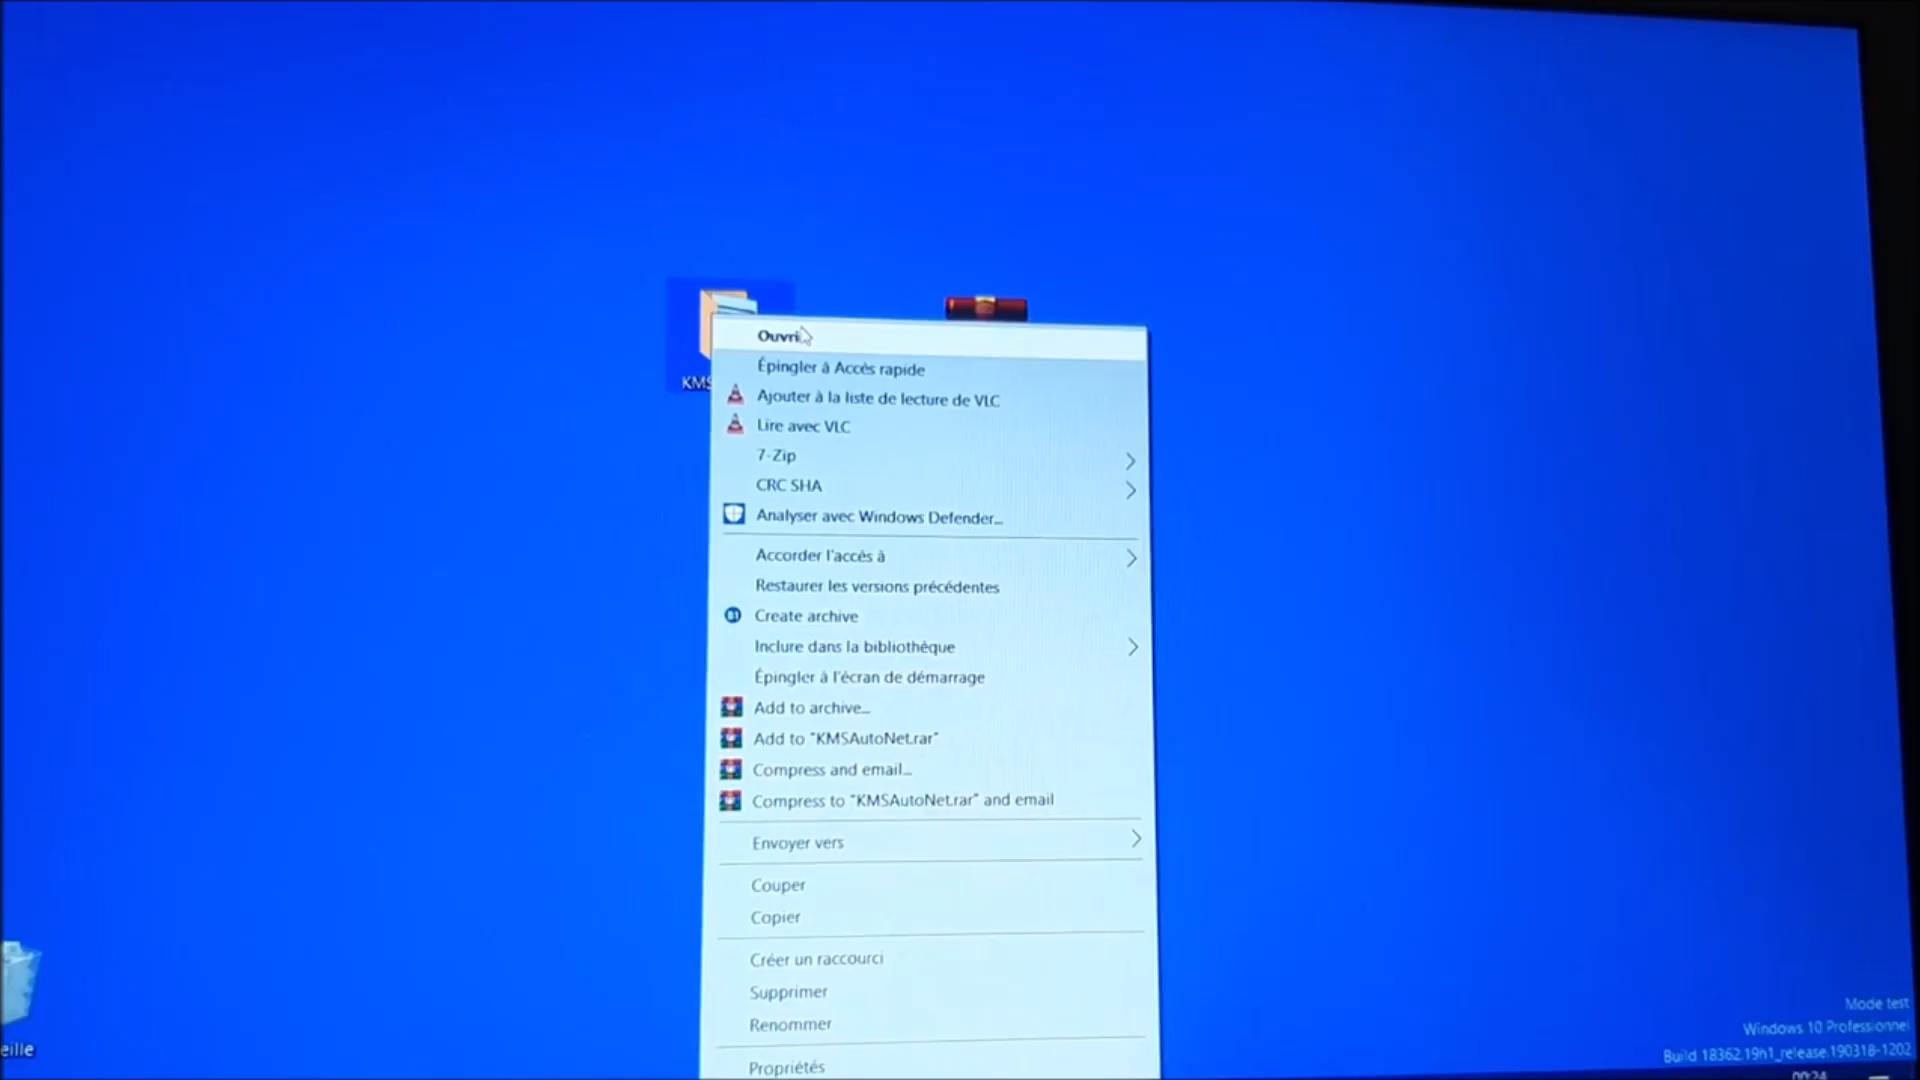 KMS
Ouvri
Épingler à Accès rapide
Ajouter à la liste de lecture de VLC
Lire avec VLC
7-Zip
CRC SHA
Analyser avec Windows Defender...
Accorder l'accès à
Restaurer les versions précédentes
Create archive
Inclure dans la bibliothèque
Épingler à l'écran de démarrage
Add to archive...
Add to "KMSAutoNet.rar"
Compress and email...
Compress to "KMSAutoNet.rar" and email
Envoyer vers
Couper
Copier
Créer un raccourci
Supprimer
Renommer
Propriétés
eille
Mode test
Windows 10 Professionnel
Build 18362.19h1_release.190318-1202
00:24